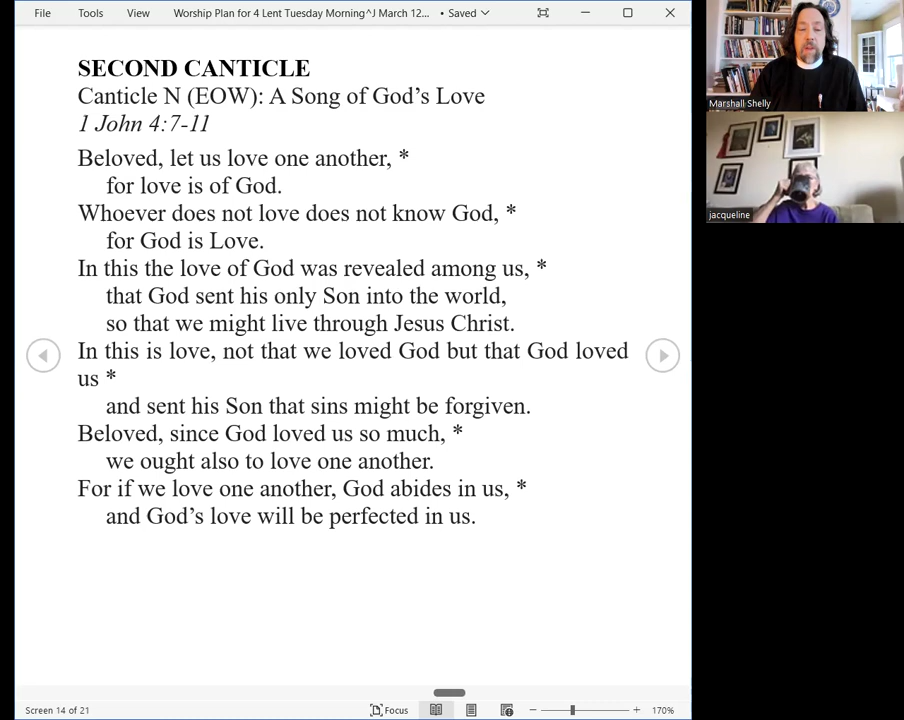 File Tools View Worship Plan for 4 Lent Tuesday Morning^J March 12... • Saved
SECOND CANTICLE
Canticle N (EOW): A Song of God’s Love
1 John 4:7-11
Beloved, let us love one another, *
for love is of God.
Whoever does not love does not know God, *
for God is Love.
In this the love of God was revealed among us, *
that God sent his only Son into the world,
so that we might live through Jesus Christ.
In this is love, not that we loved God but that God loved
us *
and sent his Son that sins might be forgiven.
Beloved, since God loved us so much, *
we ought also to love one another.
For if we love one another, God abides in us, *
and God’s love will be perfected in us.
Screen 14 of 21 Focus 170%
Marshall Shelly
jacqueline